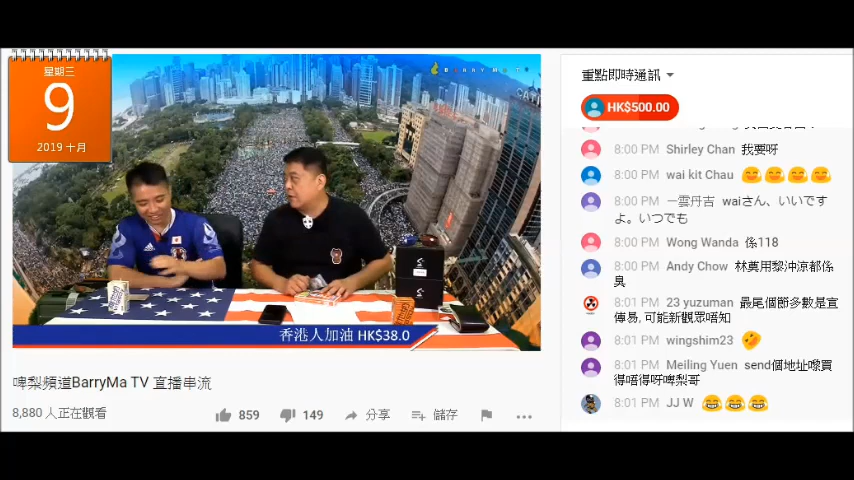 星期三
9
2019 十月
BARRYMA TV
香港人加油 HK$38.0
啤梨頻道BarryMa TV 直播串流
8,880 人正在觀看
859
149
分享
儲存
重點即時通訊
HK$500.00
8:00 PM Shirley Chan 我要呀
8:00 PM wai kit Chau 😊😊😊😊
8:00 PM 一雲丹吉 waiさん、いいです
よ。いつでも
8:00 PM Wong Wanda 係118
8:00 PM Andy Chow 林糞用黎沖涼都係
臭
8:01 PM 23 yuzuman 最尾個節多數是宣
傳易, 可能新觀眾唔知
8:01 PM wingshim23 🤣
8:01 PM Meiling Yuen send個地址嚟買
得唔得呀啤梨哥
8:01 PM JJ W 😂😂😂